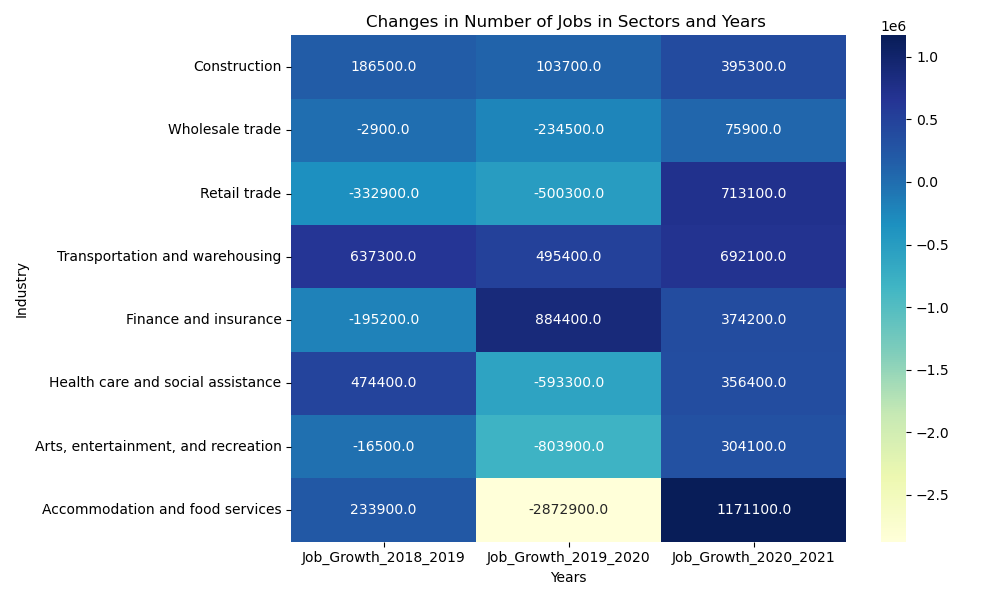 Changes in Number of Jobs in Sectors and Years
1e6
Industry
Construction 186500.0 103700.0 395300.0
Wholesale trade -2900.0 -234500.0 75900.0
Retail trade -332900.0 -500300.0 713100.0
Transportation and warehousing 637300.0 495400.0 692100.0
Finance and insurance -195200.0 884400.0 374200.0
Health care and social assistance 474400.0 -593300.0 356400.0
Arts, entertainment, and recreation -16500.0 -803900.0 304100.0
Accommodation and food services 233900.0 -2872900.0 1171100.0
Job_Growth_2018_2019 Job_Growth_2019_2020 Job_Growth_2020_2021
Years
1.0
0.5
0.0
−0.5
−1.0
−1.5
−2.0
−2.5